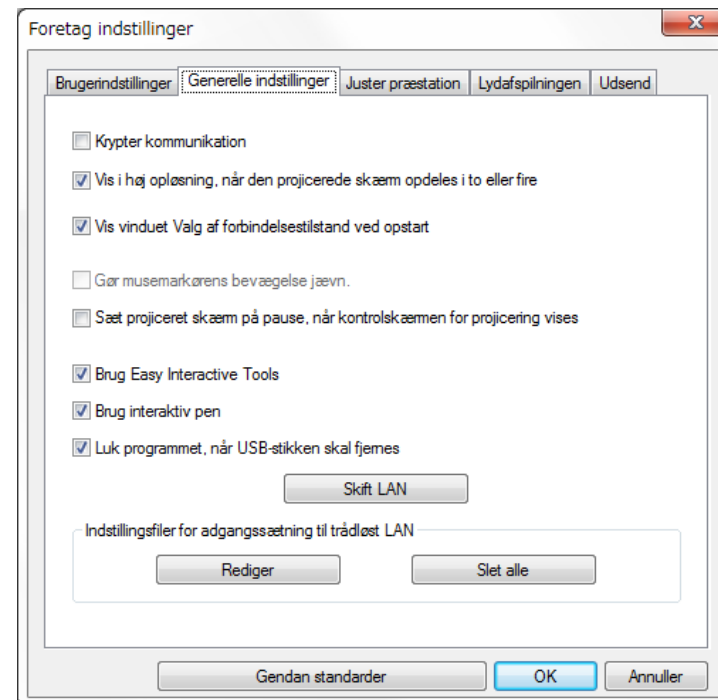 Foretag indstillinger
Brugerindstillinger Generelle indstillinger Juster præstation Lydafspilningen Udsend
Krypter kommunikation
Vis i høj opløsning, når den projicerede skærm opdeles i to eller fire
Vis vinduet Valg af forbindelsestilstand ved opstart
Gør musemarkørens bevægelse jævn.
Sæt projiceret skærm på pause, når kontrolskærmen for projicering vises
Brug Easy Interactive Tools
Brug interaktiv pen
Luk programmet, når USB-stikken skal fjernes
Skift LAN
Indstillingsfiler for adgangssætning til trådløst LAN
Rediger Slet alle
Gendan standarder OK Annuller